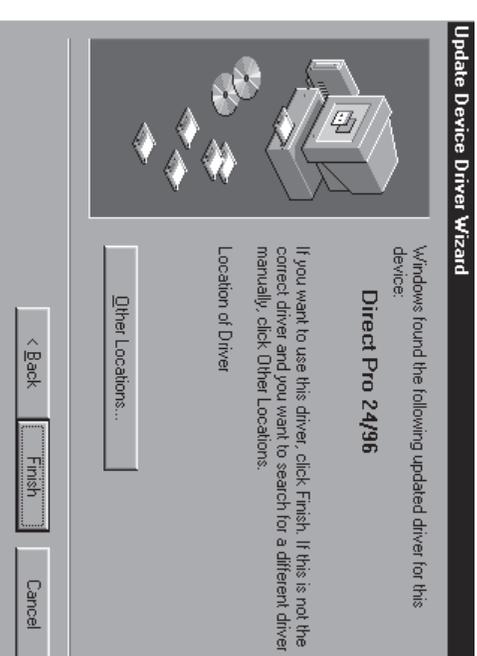 Update Device Driver Wizard
Windows found the following updated driver for this
device:
Direct Pro 24/96
If you want to use this driver, click Finish. If this is not the
correct driver and you want to search for a different driver
manually, click Other Locations.
Location of Driver
Other Locations...
< Back
Finish
Cancel